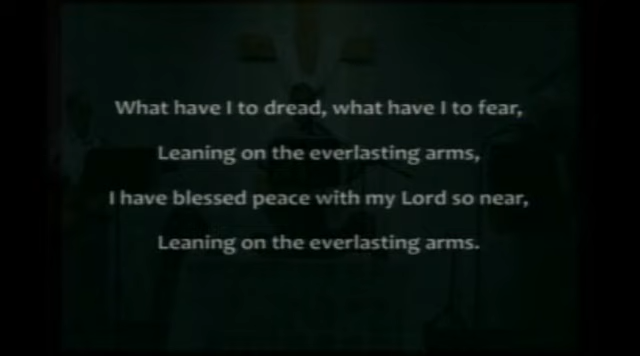 What have I to dread, what have I to fear,
Leaning on the everlasting arms,
I have blessed peace with my Lord so near,
Leaning on the everlasting arms.